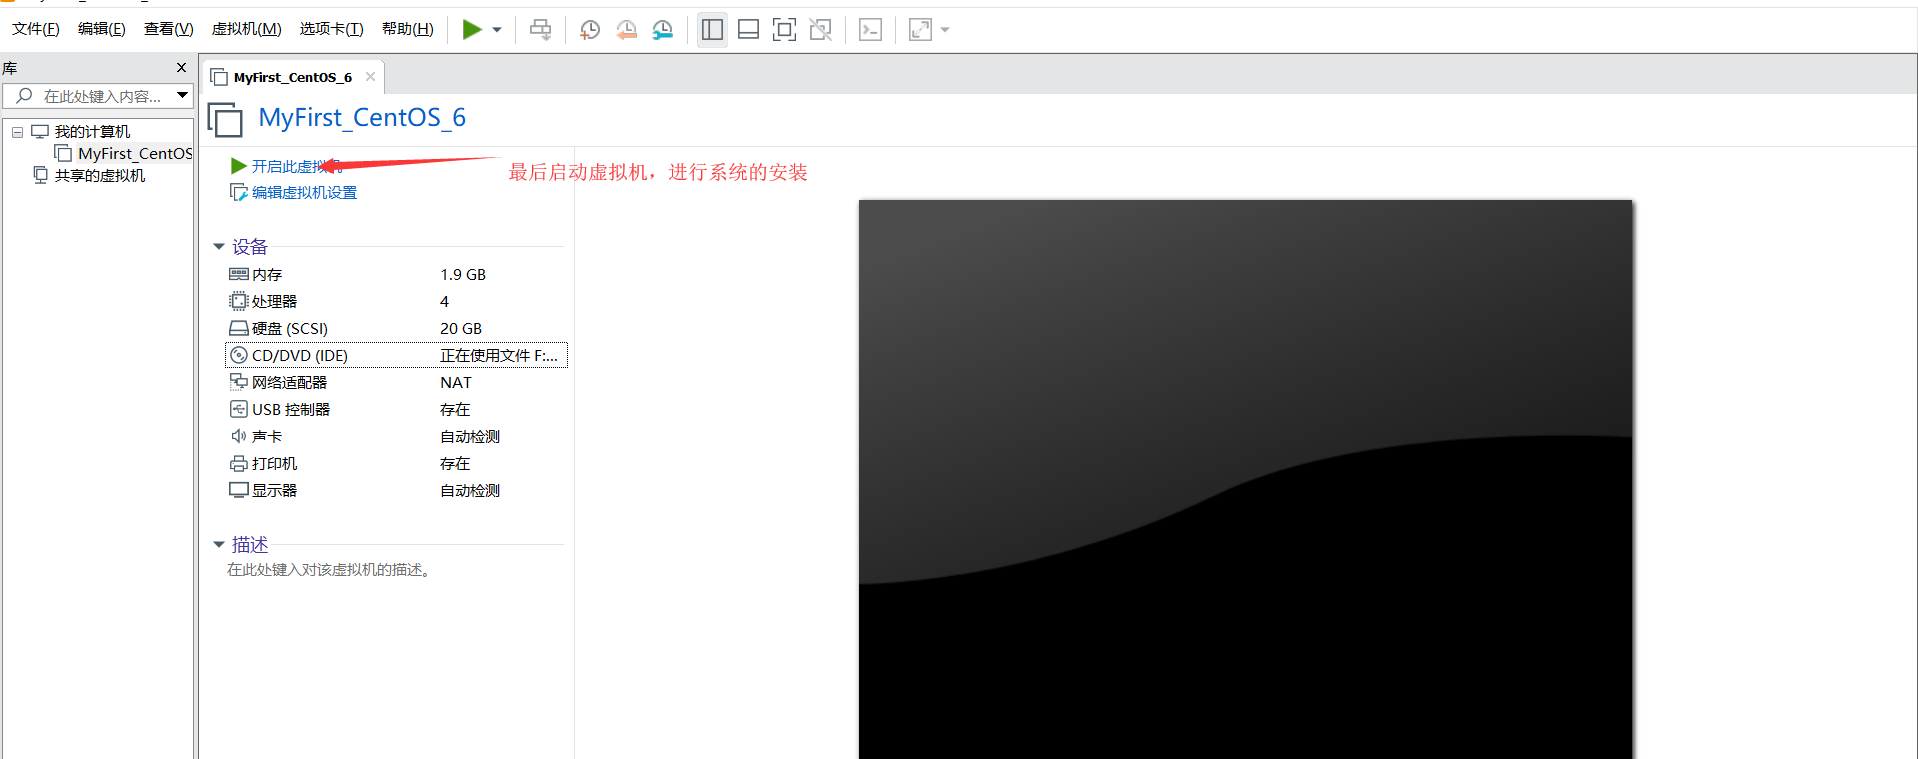 文件(F) 编辑(E) 查看(V) 虚拟机(M) 选项卡(T) 帮助(H)
库
在此处键入内容...
我的计算机
MyFirst_CentOS
共享的虚拟机
MyFirst_CentOS_6
MyFirst_CentOS_6
开启此虚拟机
最后启动虚拟机，进行系统的安装
编辑虚拟机设置
设备
内存 1.9 GB
处理器 4
硬盘 (SCSI) 20 GB
CD/DVD (IDE) 正在使用文件 F:...
网络适配器 NAT
USB 控制器 存在
声卡 自动检测
打印机 存在
显示器 自动检测
描述
在此处键入对该虚拟机的描述。